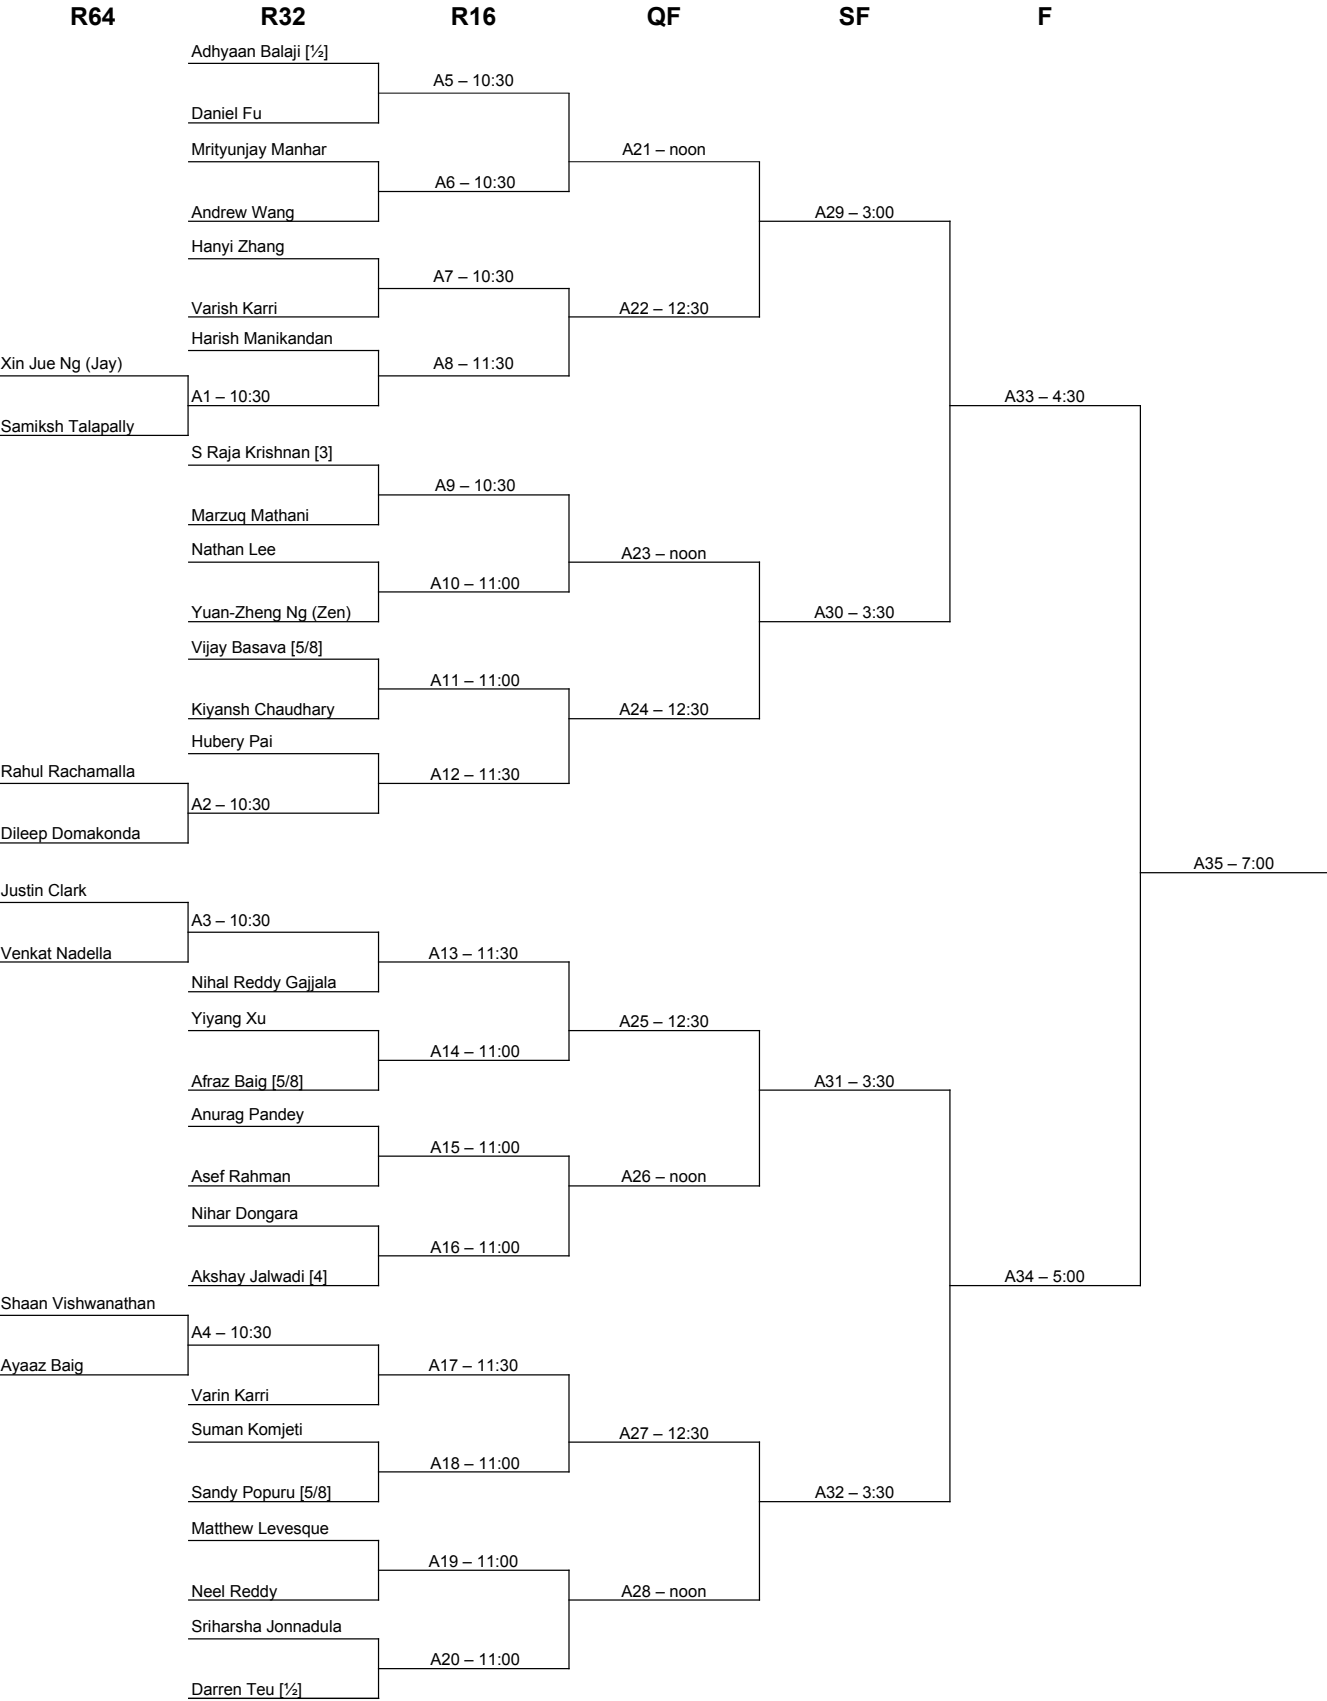 R64 R32 R16 QF SF F
Adhyaan Balaji [½]
A5 – 10:30
Daniel Fu
Mrityunjay Manhar
A21 – noon
A6 – 10:30
Andrew Wang
A29 – 3:00
Hanyi Zhang
A7 – 10:30
Varish Karri
A22 – 12:30
Harish Manikandan
Xin Jue Ng (Jay)
A8 – 11:30
A1 – 10:30
A33 – 4:30
Samiksh Talapally
S Raja Krishnan [3]
A9 – 10:30
Marzuq Mathani
Nathan Lee
A23 – noon
A10 – 11:00
Yuan-Zheng Ng (Zen)
A30 – 3:30
Vijay Basava [5/8]
A11 – 11:00
Kiyansh Chaudhary
A24 – 12:30
Hubery Pai
Rahul Rachamalla
A12 – 11:30
A2 – 10:30
Dileep Domakonda
A35 – 7:00
Justin Clark
A3 – 10:30
Venkat Nadella
A13 – 11:30
Nihal Reddy Gajjala
Yiyang Xu
A25 – 12:30
A14 – 11:00
Afraz Baig [5/8]
A31 – 3:30
Anurag Pandey
A15 – 11:00
Asef Rahman
A26 – noon
Nihar Dongara
A16 – 11:00
Akshay Jalwadi [4]
A34 – 5:00
Shaan Vishwanathan
A4 – 10:30
Ayaaz Baig
A17 – 11:30
Varin Karri
Suman Komjeti
A27 – 12:30
A18 – 11:00
Sandy Popuru [5/8]
A32 – 3:30
Matthew Levesque
A19 – 11:00
Neel Reddy
A28 – noon
Sriharsha Jonnadula
A20 – 11:00
Darren Teu [½]